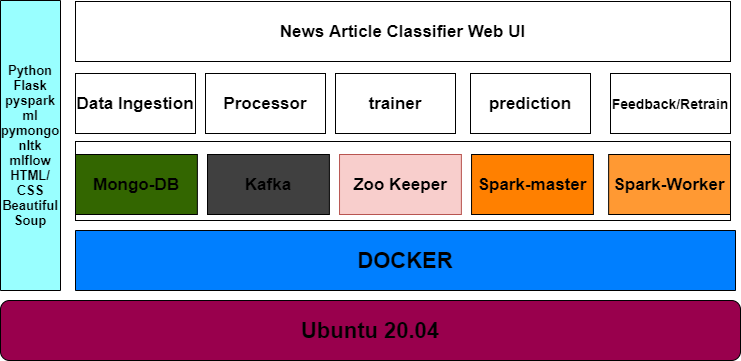 News Article Classifier Web UI
Python
Flask
pyspark
ml
pymongo
nltk
mlflow
HTML/
CSS
Beautiful
Soup
Data Ingestion
Processor
trainer
prediction
Feedback/Retrain
Mongo-DB
Kafka
Zoo Keeper
Spark-master
Spark-Worker
DOCKER
Ubuntu 20.04